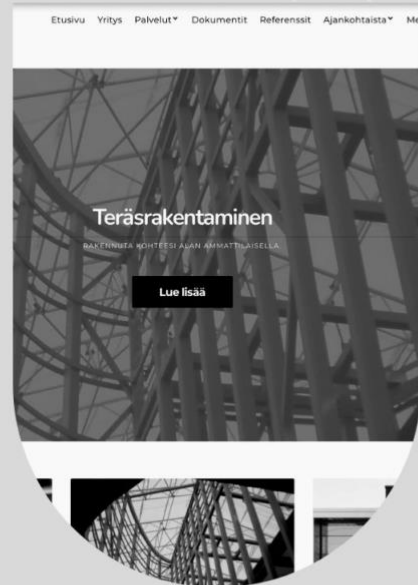 Etusivu Yritys Palvelut Dokumentit Referenssit Ajankohtaista
Teräsrakentaminen
RAKENNUTA KOHTEESI ALAN AMMATTILAISELLA
Lue lisää